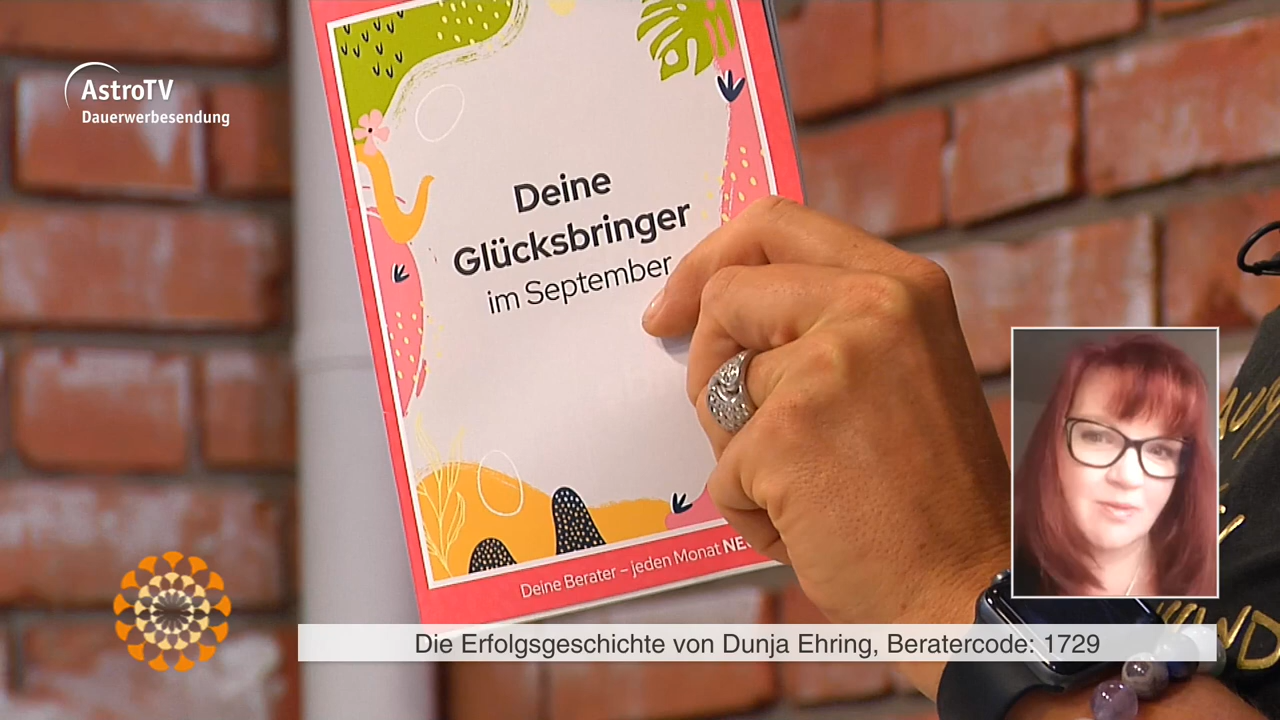 AstroTV
Dauerwerbesendung
Deine
Glücksbringer
im September
Deine Berater – jeden Monat
Die Erfolgsgeschichte von Dunja Ehring, Beratercode: 1729